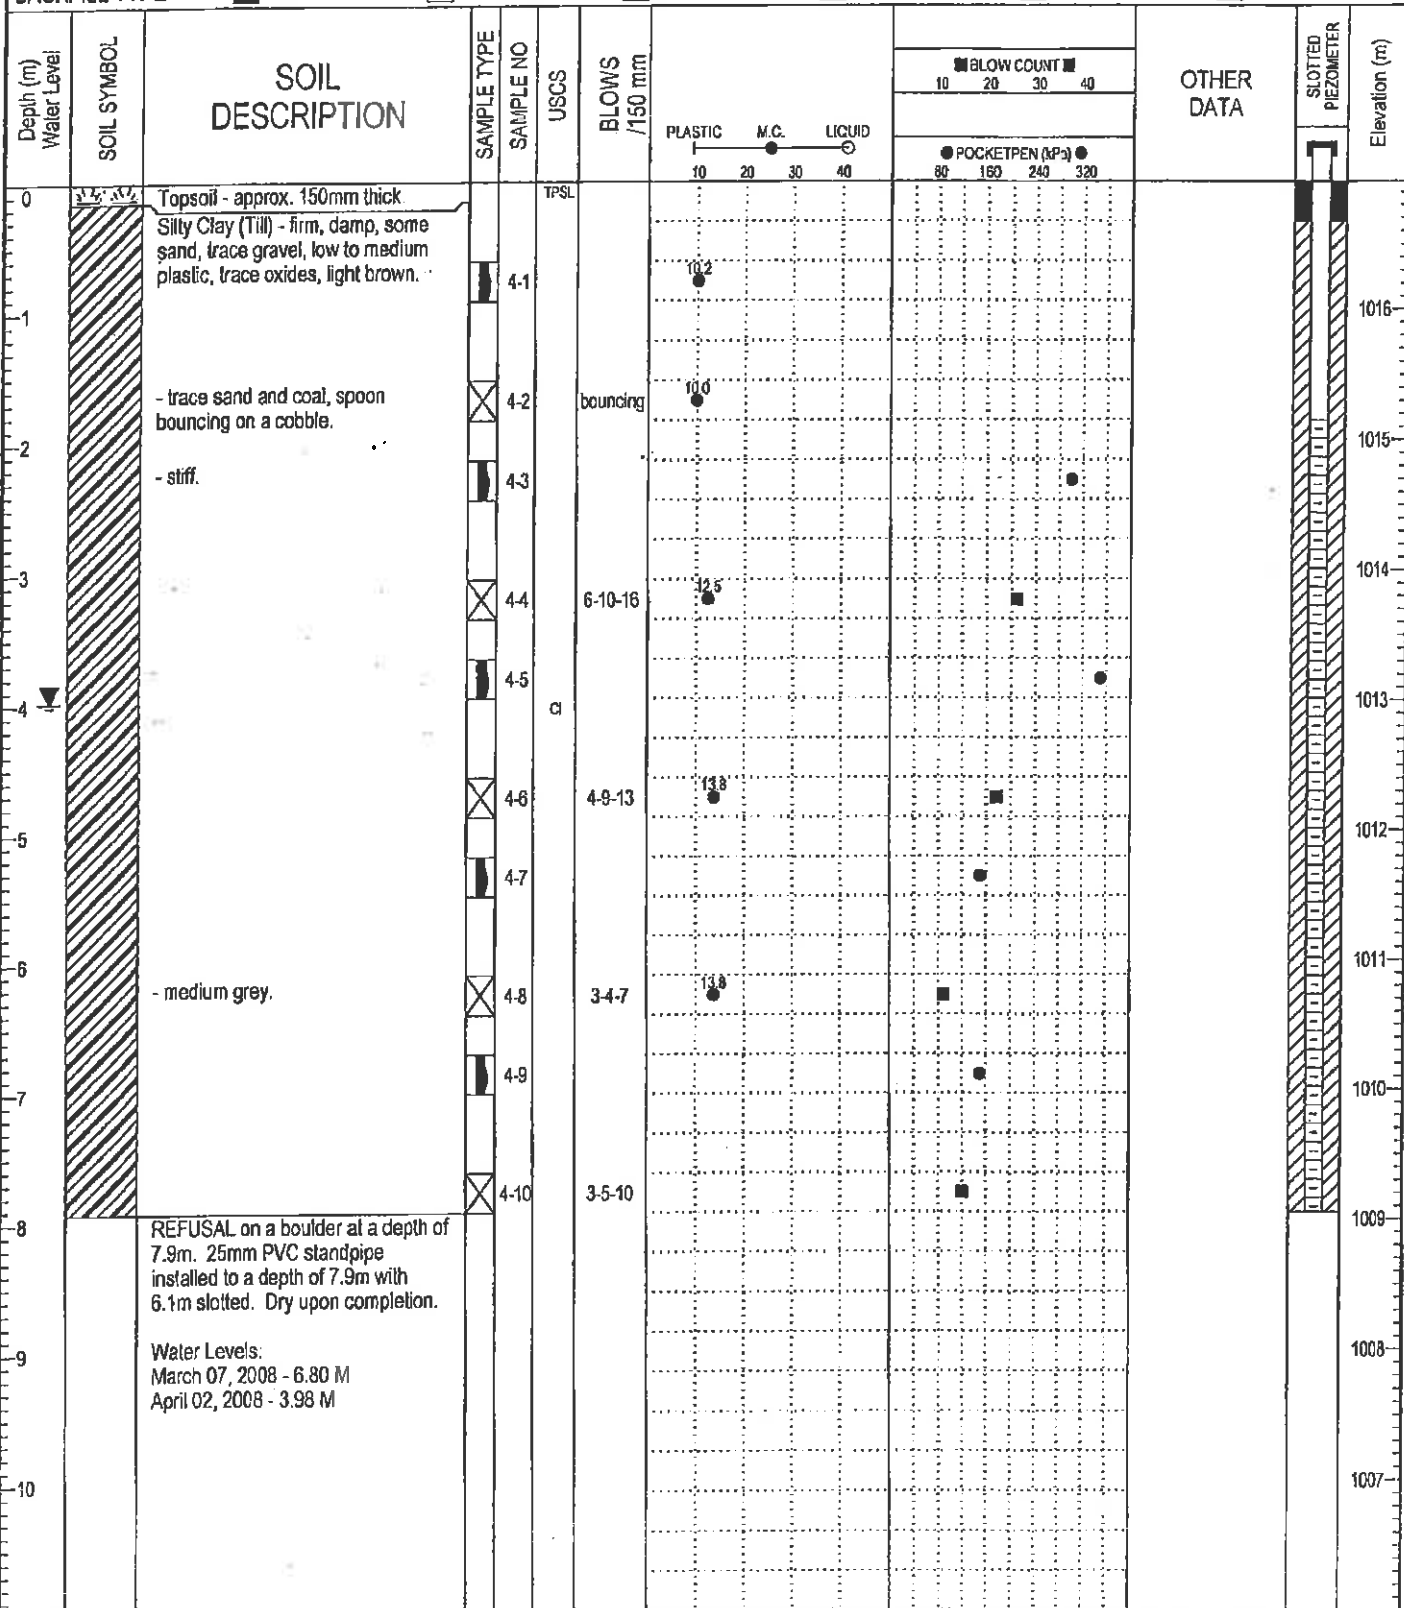 Depth (m)
Water Level
SOIL SYMBOL
SOIL
DESCRIPTION
SAMPLE TYPE
SAMPLE NO
USCS
BLOWS
/150 mm
PLASTIC M.C. LIQUID
10 20 30 40
■ BLOW COUNT ■
10 20 30 40
● POCKETPEN (kPa) ●
80 160 240 320
OTHER
DATA
SLOTTED
PIEZOMETER
Elevation (m)
0
Topsoil - approx. 150mm thick
TPSL
Silty Clay (Till) - firm, damp, some
sand, trace gravel, low to medium
plastic, trace oxides, light brown.
4-1
10.2
1
1016
- trace sand and coal, spoon
bouncing on a cobble.
4-2
bouncing
10.0
2
1015
- stiff.
4-3
3
1014
4-4
6-10-16
12.5
4-5
4
CI
1013
4-6
4-9-13
13.8
5
1012
4-7
6
1011
- medium grey.
4-8
3-4-7
13.8
4-9
7
1010
4-10
3-5-10
8
1009
REFUSAL on a boulder at a depth of
7.9m. 25mm PVC standpipe
installed to a depth of 7.9m with
6.1m slotted. Dry upon completion.
Water Levels:
March 07, 2008 - 6.80 M
April 02, 2008 - 3.98 M
9
1008
10
1007